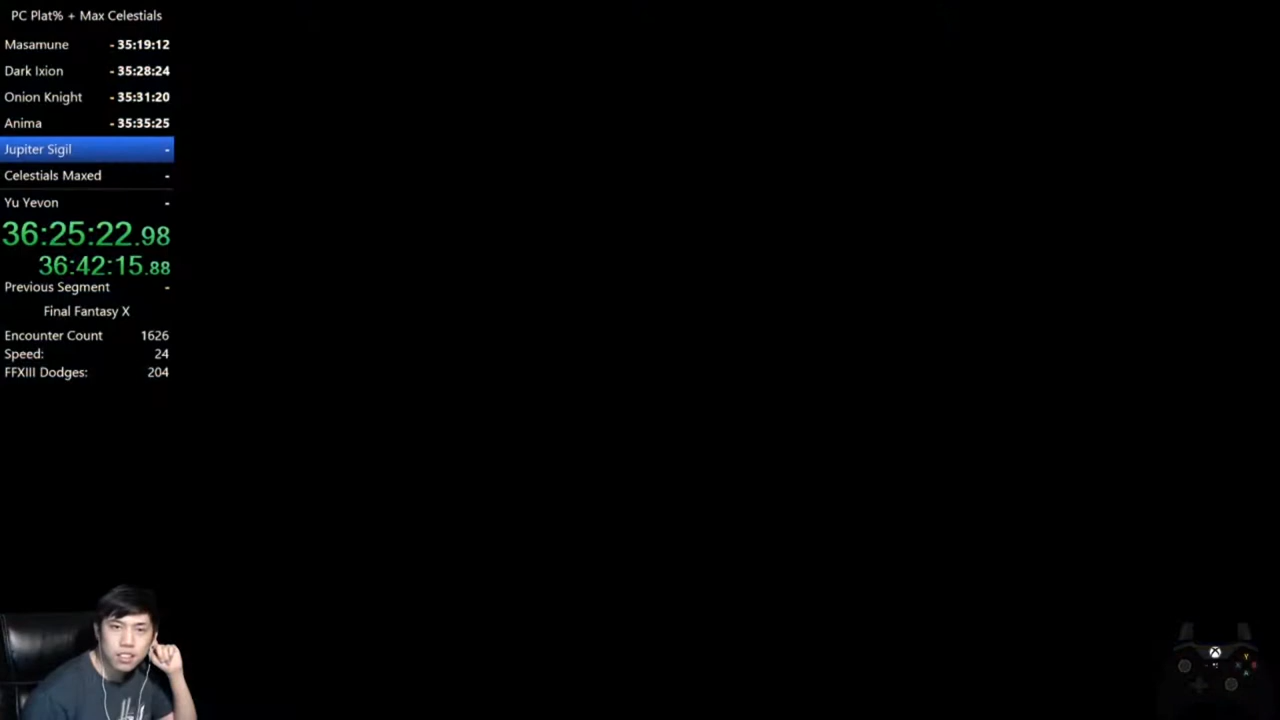 PC Plat% + Max Celestials
Masamune - 35:19:12
Dark Ixion - 35:28:24
Onion Knight - 35:31:20
Anima - 35:35:25
Jupiter Sigil -
Celestials Maxed -
Yu Yevon -
36:25:22.98
36:42:15.88
Previous Segment -
Final Fantasy X
Encounter Count 1626
Speed: 24
FFXIII Dodges: 204